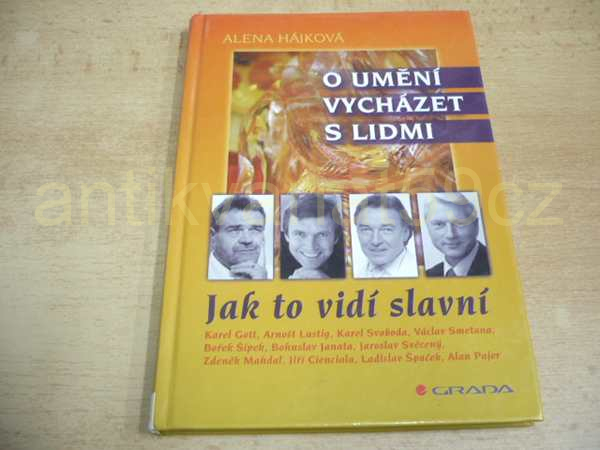 ALENA HÁJKOVÁ
O UMĚNÍ
VYCHÁZET
S LIDMI
Jak to vidí slavní
Karel Gott, Arnošt Lustig, Karel Svoboda, Václav Smetana,
Bořek Šípek, Bohuslav Janata, Jaroslav Svěcený,
Zdeněk Mahdal, Jiří Cienciala, Ladislav Špaček, Alan Pajer
GRADA